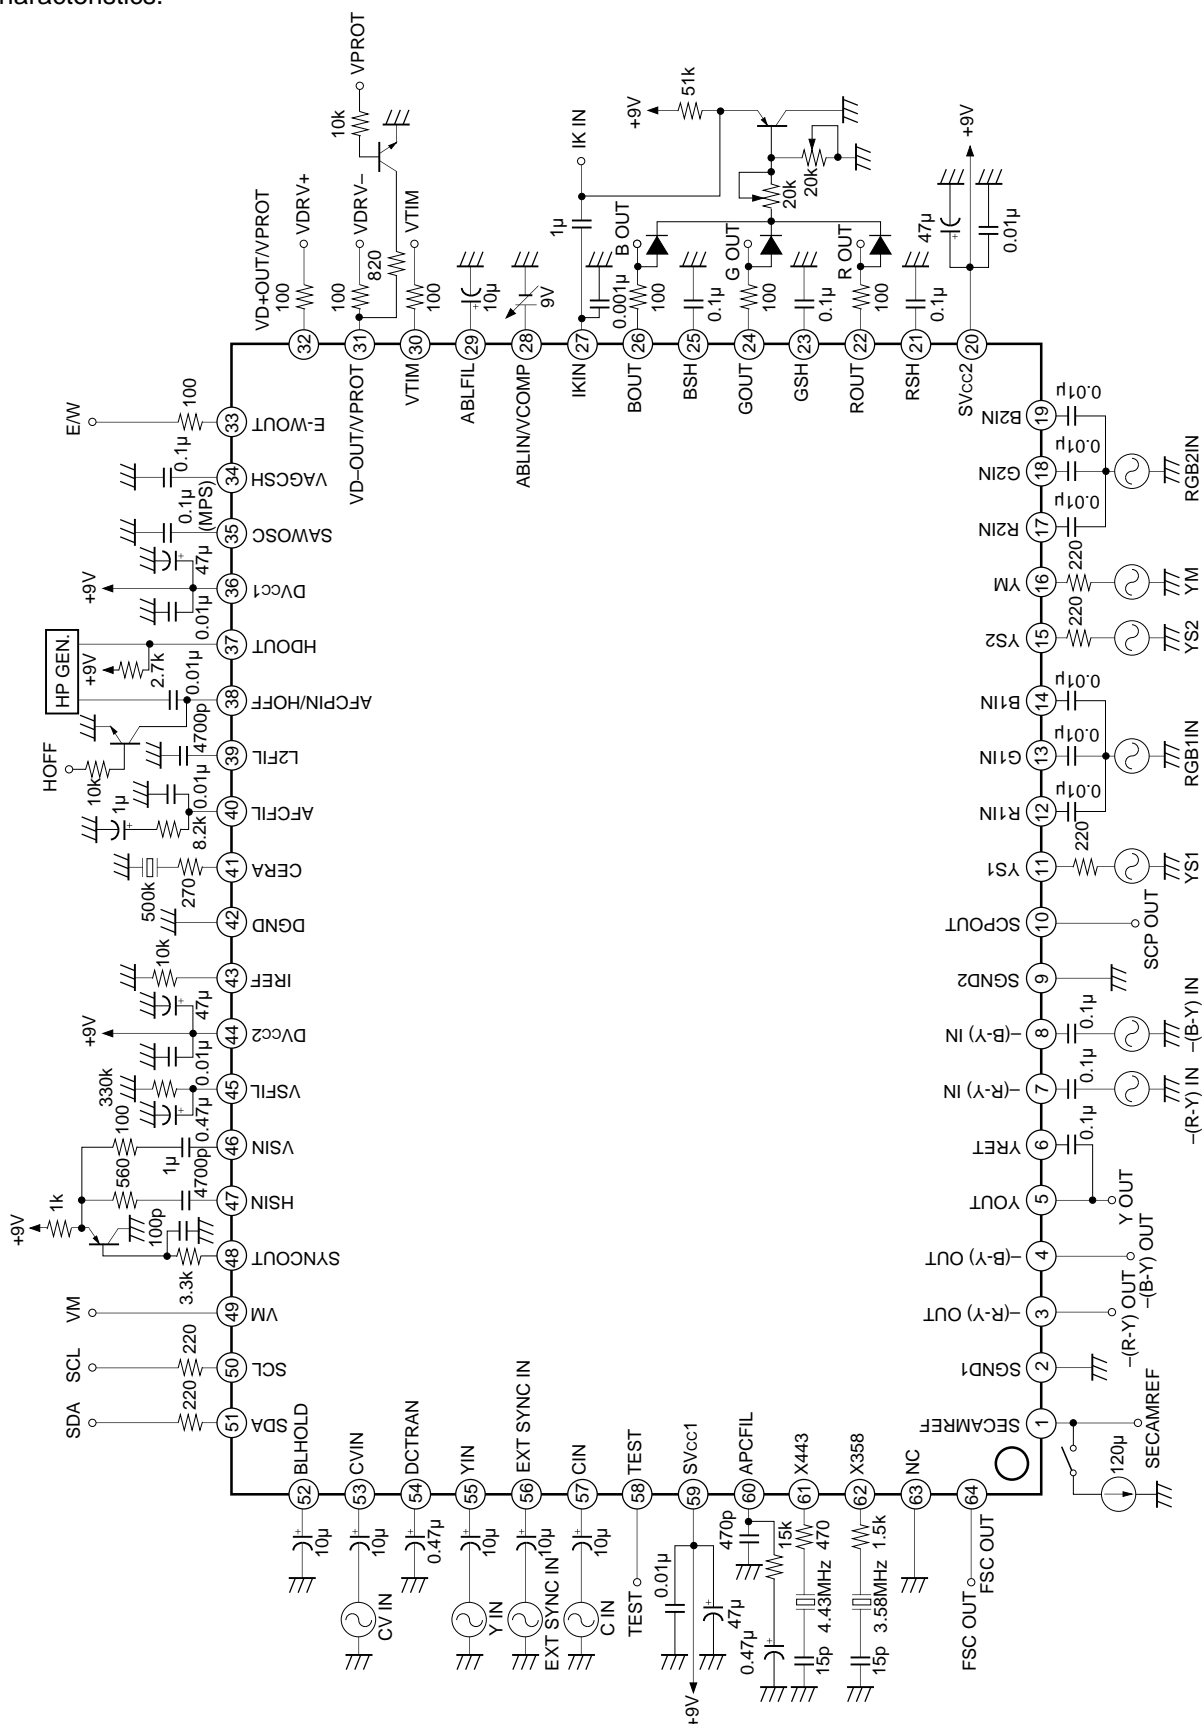 haracteristics.
VD+OUT/VPROT
100
VDRV+
32
VD–OUT/VPROT
100
VDRV–
820
10k
VPROT
31
VTIM
100
VTIM
30
ABLFIL
10µ
29
ABLIN/VCOMP
9V
28
IKIN
1µ
IK IN
0.001µ
27
+9V
51k
20k
20k
BOUT
100
B OUT
26
BSH
0.1µ
25
GOUT
100
G OUT
24
GSH
0.1µ
23
ROUT
100
R OUT
22
RSH
0.1µ
21
SVcc2
47µ
0.01µ
+9V
20
E/W
100
33
E-WOUT
0.1µ
34
VAGCSH
0.1µ
(MPS)
35
SAWOSC
47µ
+9V
0.01µ
36
DVcc1
HP GEN.
+9V
2.7k
37
HDOUT
0.01µ
38
AFCPIN/HOFF
HOFF
10k
4700p
39
L2FIL
1µ
0.01µ
8.2k
40
AFCFIL
500k
270
41
CERA
42
DGND
10k
43
IREF
47µ
+9V
0.01µ
44
DVcc2
330k
0.47µ
45
VSFIL
100
1µ
46
VSIN
560
4700p
47
HSIN
+9V
1k
100p
3.3k
48
SYNCOUT
VM
49
VM
SCL
220
50
SCL
SDA
220
51
SDA
BLHOLD
52
10µ
CVIN
53
10µ
CV IN
DCTRAN
54
0.47µ
YIN
55
10µ
Y IN
EXT SYNC IN
56
10µ
EXT SYNC IN
CIN
57
10µ
C IN
TEST
58
TEST
SVcc1
59
0.01µ
47µ
+9V
APCFIL
60
470p
15k
0.47µ
X443
61
470
4.43MHz
15p
X358
62
1.5k
3.58MHz
15p
NC
63
64
FSC OUT
FSC OUT
B2IN
19
0.01µ
G2IN
18
0.01µ
R2IN
17
0.01µ
RGB2IN
YM
16
220
YM
YS2
15
220
YS2
B1IN
14
0.01µ
G1IN
13
0.01µ
R1IN
12
0.01µ
RGB1IN
YS1
11
220
YS1
SCPOUT
10
SCP OUT
SGND2
9
–(B-Y) IN
8
0.1µ
–(B-Y) IN
–(R-Y) IN
7
0.1µ
–(R-Y) IN
YRET
6
0.1µ
YOUT
5
Y OUT
–(B-Y) OUT
4
–(B-Y) OUT
–(R-Y) OUT
3
–(R-Y) OUT
SGND1
2
SECAMREF
1
SECAMREF
120µ